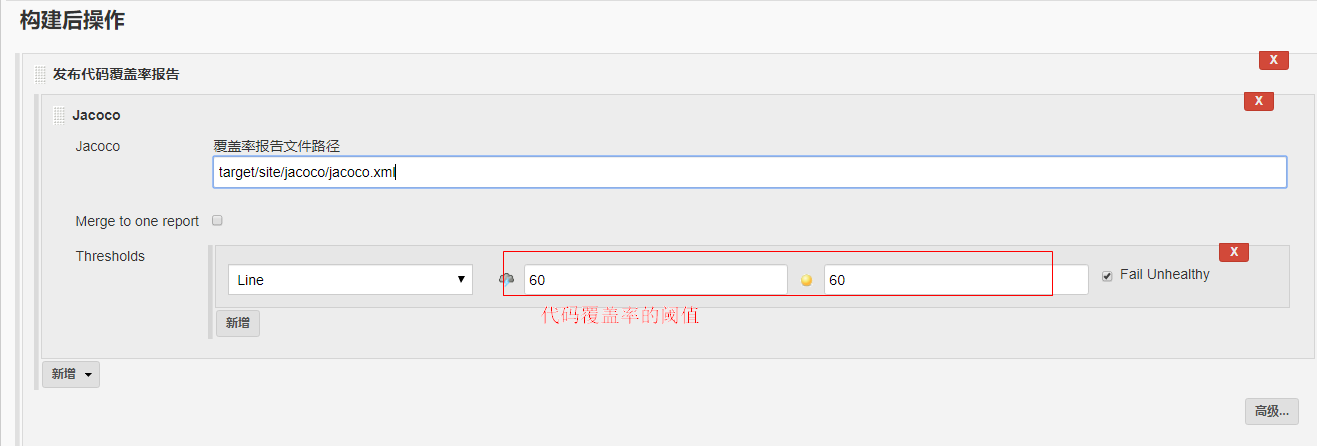 构建后操作
发布代码覆盖率报告
X
Jacoco
X
Jacoco
覆盖率报告文件路径
target/site/jacoco/jacoco.xml
Merge to one report
Thresholds
X
Line
60
60
Fail Unhealthy
代码覆盖率的阈值
新增
新增
高级...